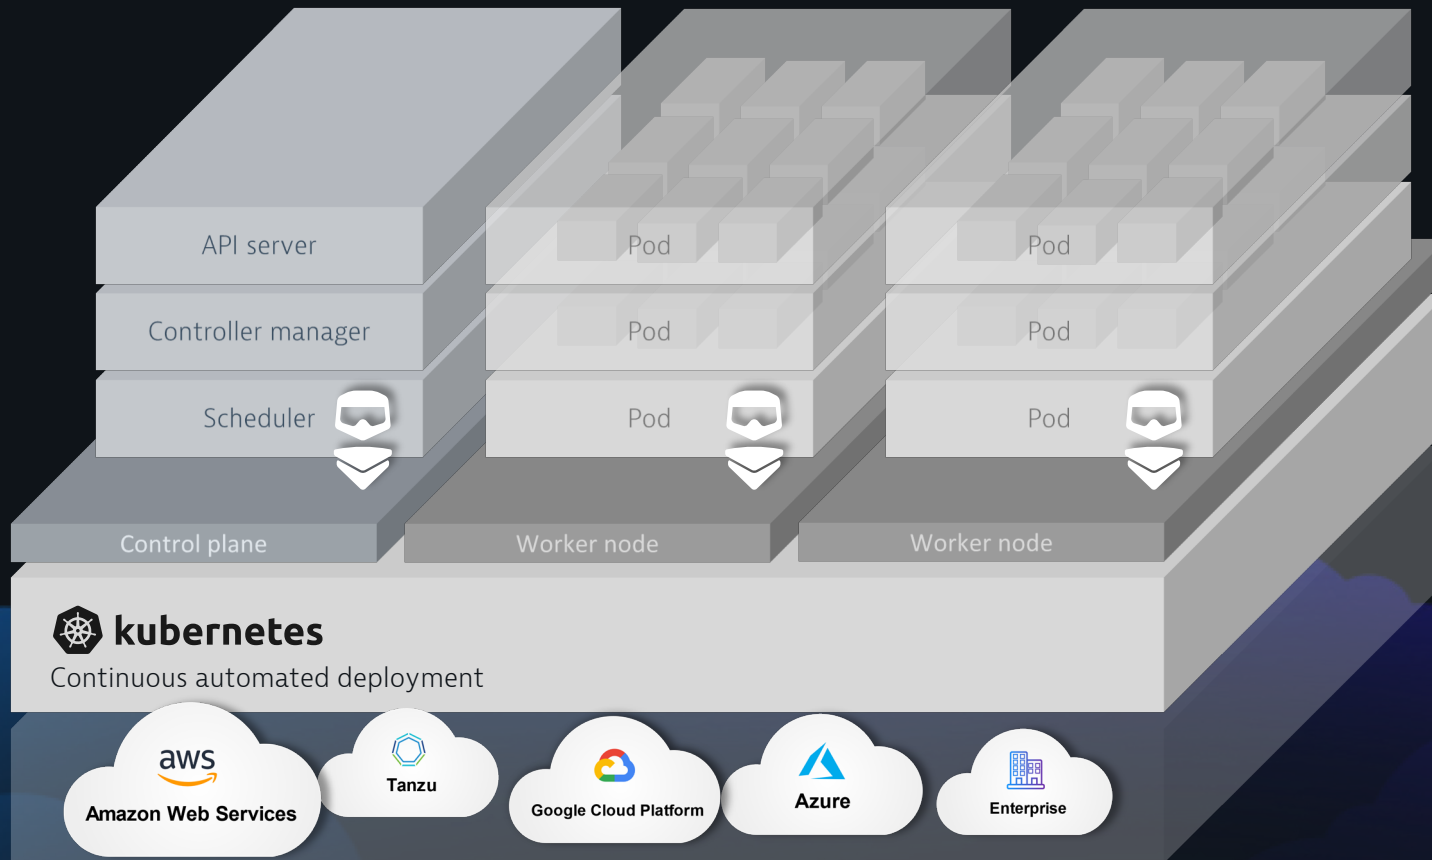 API server
Pod
Pod
Controller manager
Pod
Pod
Scheduler
Pod
Pod
Control plane
Worker node
Worker node
kubernetes
Continuous automated deployment
aws
Amazon Web Services
Tanzu
Google Cloud Platform
Azure
Enterprise